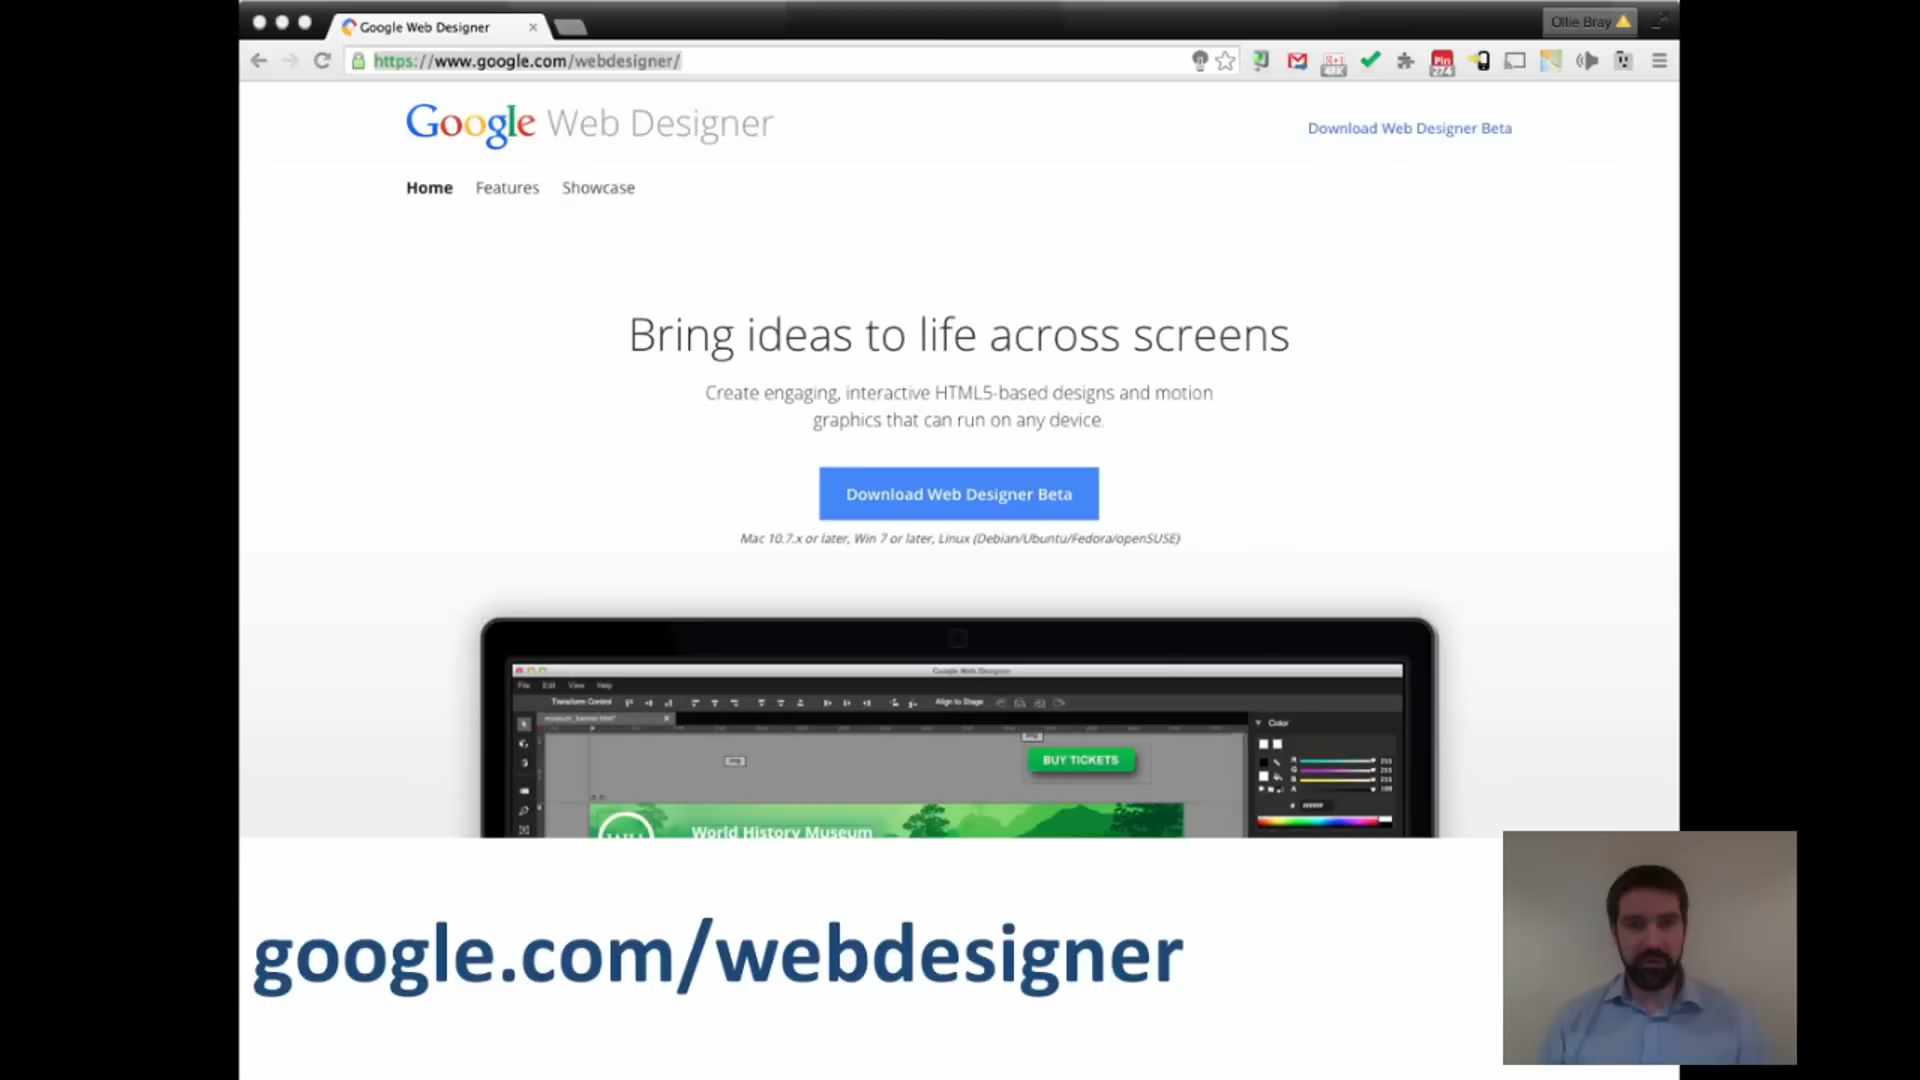 Google Web Designer
Ollie Bray
https://www.google.com/webdesigner/
Google Web Designer
Download Web Designer Beta
Home Features Showcase
Bring ideas to life across screens
Create engaging, interactive HTML5-based designs and motion
graphics that can run on any device.
Download Web Designer Beta
Mac 10.7.x or later, Win 7 or later, Linux (Debian/Ubuntu/Fedora/openSUSE)
Google Web Designer
File Edit View Help
Transform Control Align to Stage
Color
BUY TICKETS
World History Museum
google.com/webdesigner